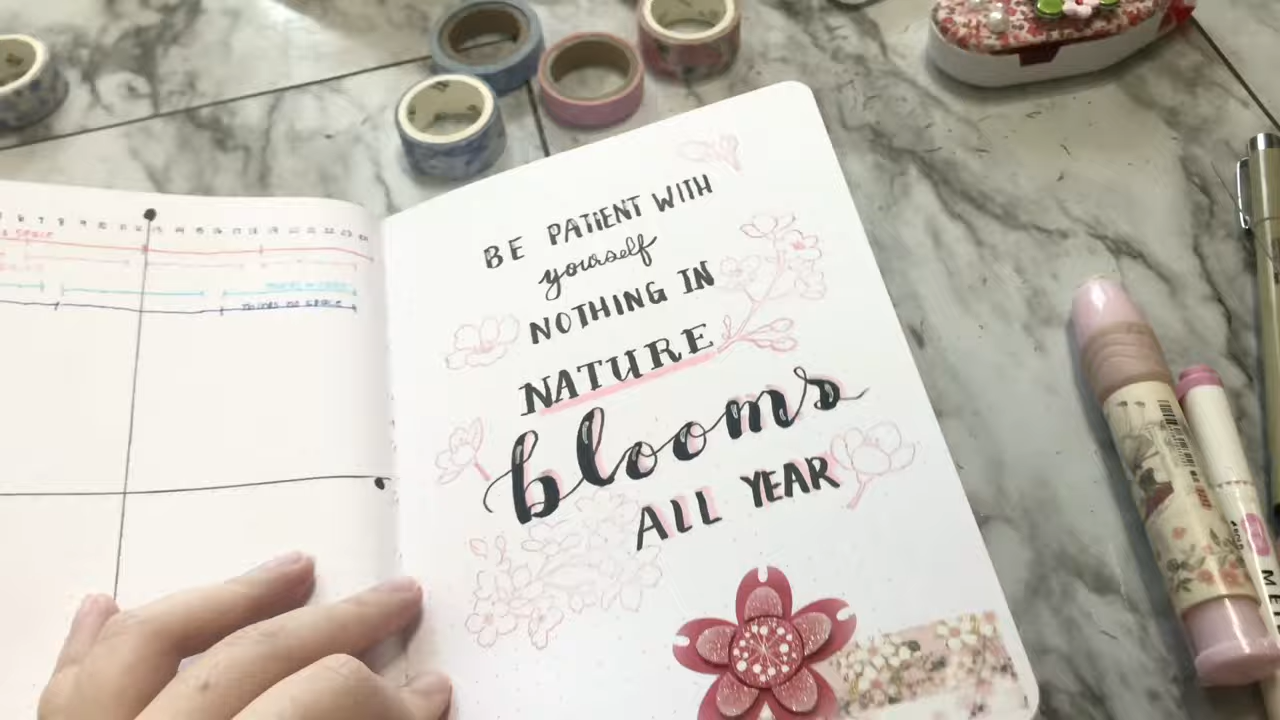 BE PATIENT WITH
yourself
NOTHING IN
NATURE
blooms
ALL YEAR